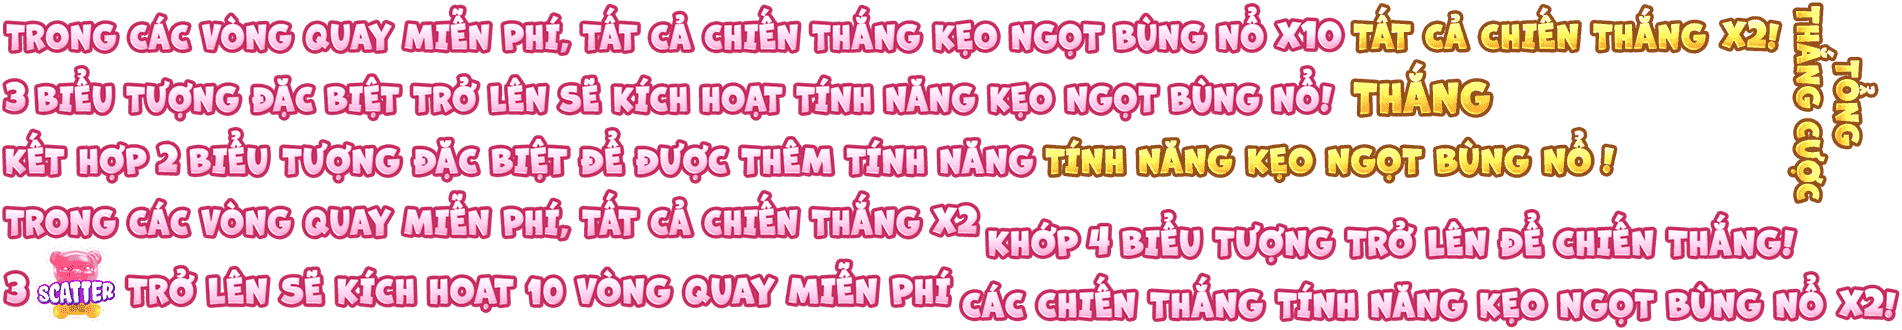 TRONG CÁC VÒNG QUAY MIỄN PHÍ, TẤT CẢ CHIẾN THẮNG KẸO NGỌT BÙNG NỔ X10
TẤT CẢ CHIẾN THẮNG X2!
3 BIỂU TƯỢNG ĐẶC BIỆT TRỞ LÊN SẼ KÍCH HOẠT TÍNH NĂNG KẸO NGỌT BÙNG NỔ!
THẮNG
TỔNG
THẮNG CƯỢC
KẾT HỢP 2 BIỂU TƯỢNG ĐẶC BIỆT ĐỂ ĐƯỢC THÊM TÍNH NĂNG
TÍNH NĂNG KẸO NGỌT BÙNG NỔ !
TRONG CÁC VÒNG QUAY MIỄN PHÍ, TẤT CẢ CHIẾN THẮNG X2
KHỚP 4 BIỂU TƯỢNG TRỞ LÊN ĐỂ CHIẾN THẮNG!
3 SCATTER TRỞ LÊN SẼ KÍCH HOẠT 10 VÒNG QUAY MIỄN PHÍ
CÁC CHIẾN THẮNG TÍNH NĂNG KẸO NGỌT BÙNG NỔ X2!